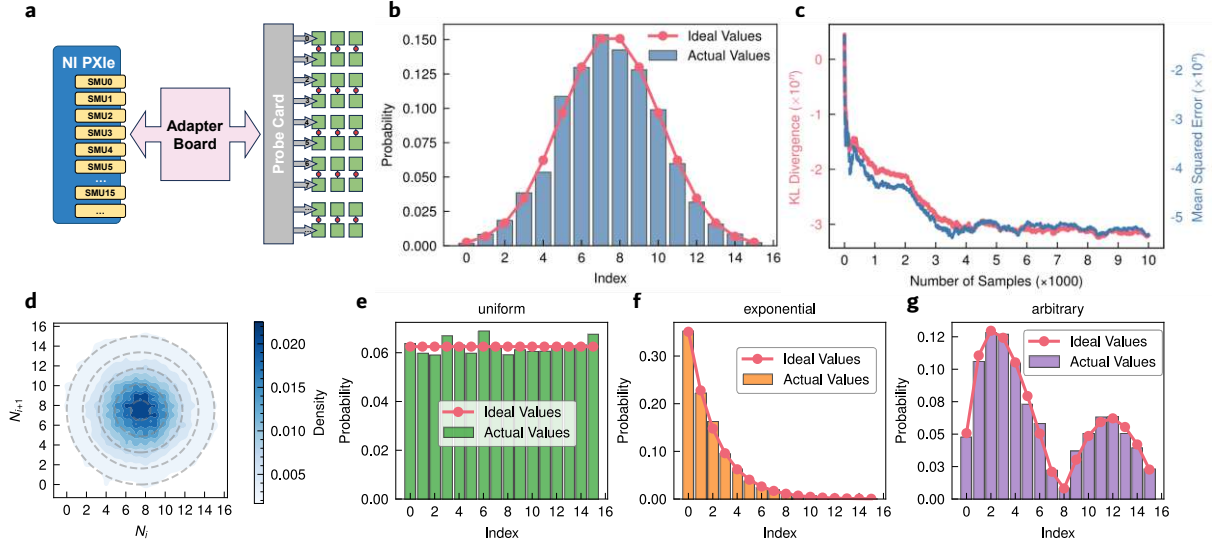 a
NI PXIe
SMU0
SMU1
SMU2
SMU3
SMU4
SMU5
...
SMU15
...
Adapter
Board
Probe Card
b
0.150
0.125
0.100
0.075
0.050
0.025
0.000
Probability
Ideal Values
Actual Values
0 2 4 6 8 10 12 14 16
Index
c
0
-1
-2
-3
KL Divergence (×10ⁿ)
-2
-3
-4
-5
Mean Squared Error (×10ⁿ)
0 1 2 3 4 5 6 7 8 9 10
Number of Samples (×1000)
d
16
14
12
10
8
6
4
2
0
Nᵢ₊₁
0 2 4 6 8 10 12 14 16
Nᵢ
0.020
0.015
0.010
0.005
Density
e
uniform
0.06
0.04
0.02
0.00
Probability
Ideal Values
Actual Values
0 2 4 6 8 10 12 14 16
Index
f
exponential
0.30
0.20
0.10
0.00
Probability
Ideal Values
Actual Values
0 2 4 6 8 10 12 14 16
Index
g
arbitrary
0.12
0.10
0.08
0.05
0.03
0.00
Probability
Ideal Values
Actual Values
0 2 4 6 8 10 12 14 16
Index